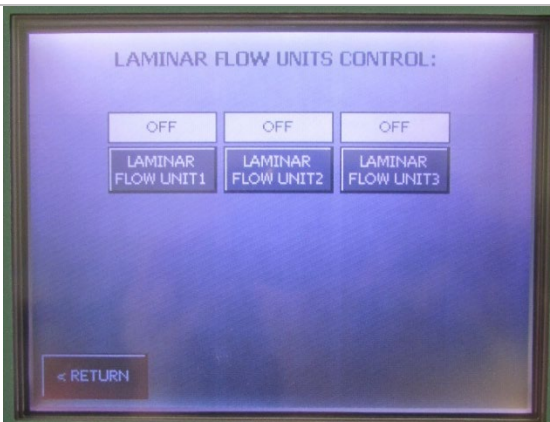 LAMINAR FLOW UNITS CONTROL:
OFF OFF OFF
LAMINAR FLOW UNIT1
LAMINAR FLOW UNIT2
LAMINAR FLOW UNIT3
< RETURN